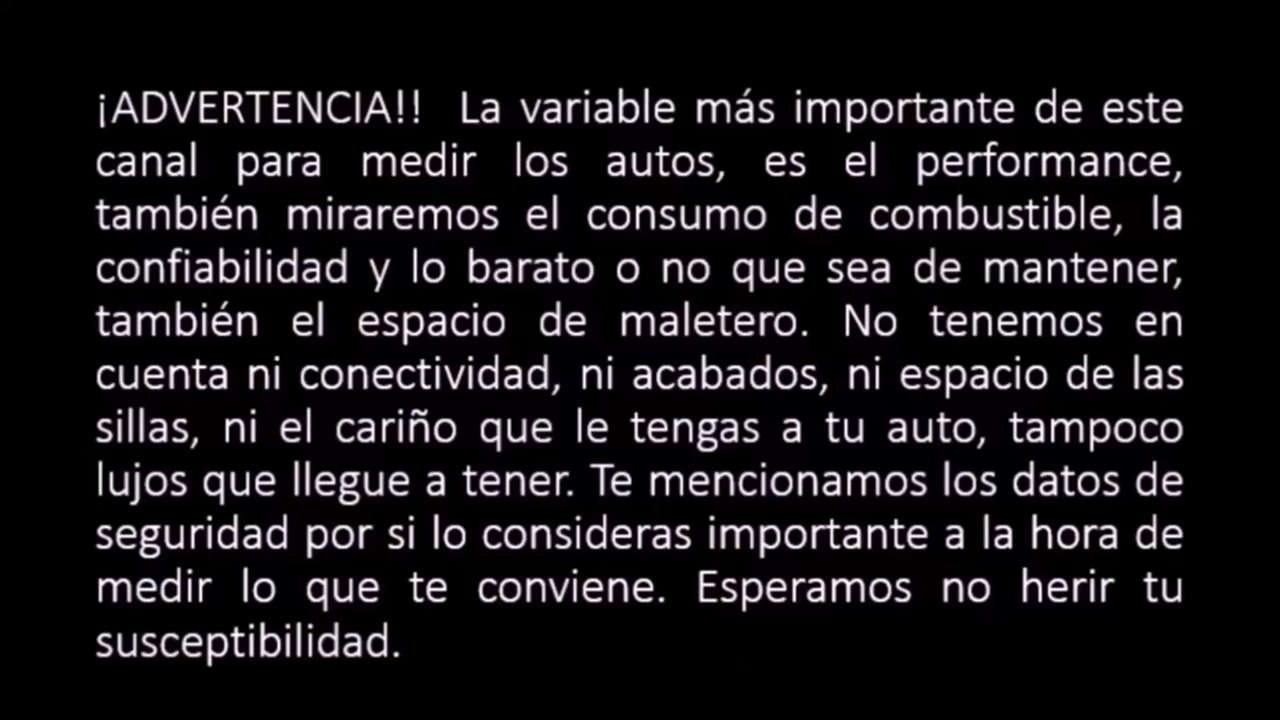 ¡ADVERTENCIA!! La variable más importante de este
canal para medir los autos, es el performance,
también miraremos el consumo de combustible, la
confiabilidad y lo barato o no que sea de mantener,
también el espacio de maletero. No tenemos en
cuenta ni conectividad, ni acabados, ni espacio de las
sillas, ni el cariño que le tengas a tu auto, tampoco
lujos que llegue a tener. Te mencionamos los datos de
seguridad por si lo consideras importante a la hora de
medir lo que te conviene. Esperamos no herir tu
susceptibilidad.